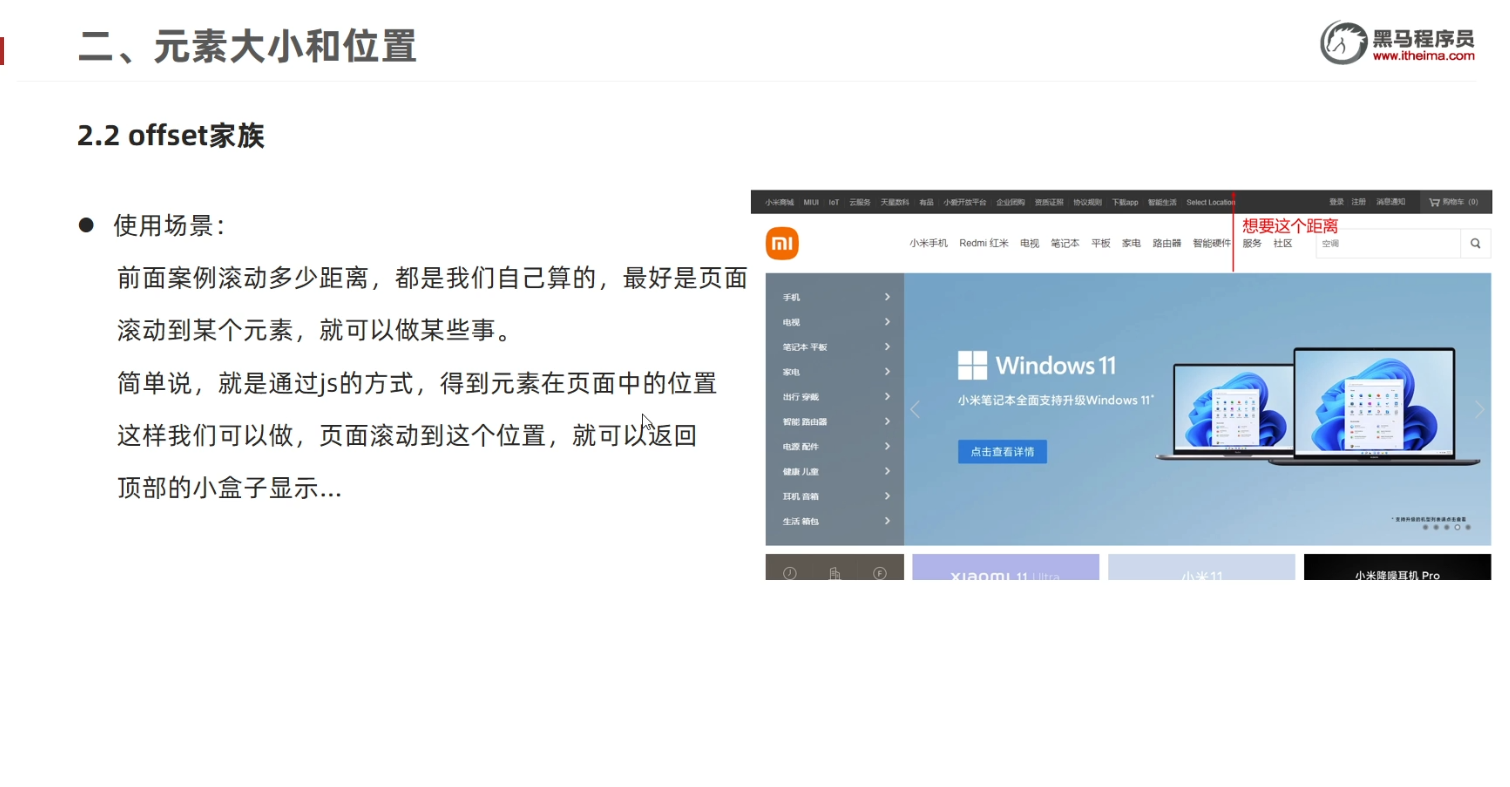 二、元素大小和位置
黑马程序员
www.itheima.com
2.2 offset家族
使用场景：
前面案例滚动多少距离，都是我们自己算的，最好是页面
滚动到某个元素，就可以做某些事。
简单说，就是通过js的方式，得到元素在页面中的位置
这样我们可以做，页面滚动到这个位置，就可以返回
顶部的小盒子显示...
小米商城 MIUI IoT 云服务 天星数科 有品 小爱开放平台 企业团购 资质证照 协议规则 下载app 智能生活 Select Location 登录 注册 消息通知 购物车 (0)
想要这个距离
小米手机 Redmi 红米 电视 笔记本 平板 家电 路由器 智能硬件 服务 社区 空调
手机
电视
笔记本 平板
家电
出行 穿戴
智能 路由器
电源 配件
健康 儿童
耳机 音箱
生活 箱包
Windows 11
小米笔记本全面支持升级Windows 11*
点击查看详情
xiaomi 11 Ultra
小米11
小米降噪耳机 Pro